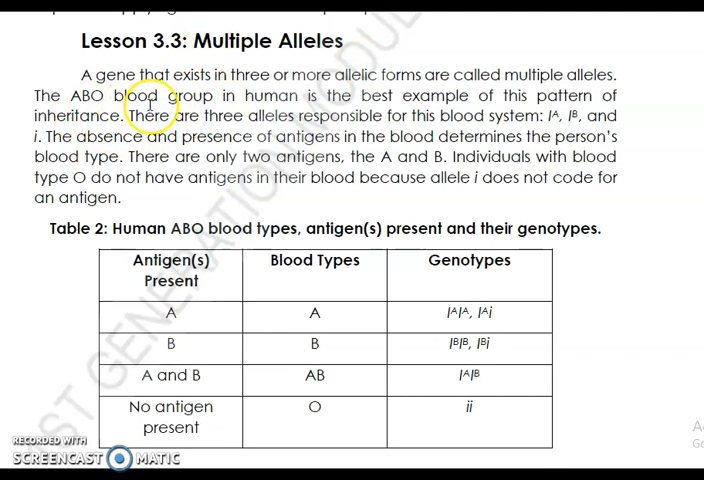 Lesson 3.3: Multiple Alleles
A gene that exists in three or more allelic forms are called multiple alleles.
The ABO blood group in human is the best example of this pattern of
inheritance. There are three alleles responsible for this blood system: Iᴬ, Iᴮ, and
i. The absence and presence of antigens in the blood determines the person's
blood type. There are only two antigens, the A and B. Individuals with blood
type O do not have antigens in their blood because allele i does not code for
an antigen.
Table 2: Human ABO blood types, antigen(s) present and their genotypes.
Antigen(s) Blood Types Genotypes
Present
A A IᴬIᴬ, Iᴬi
B B IᴮIᴮ, Iᴮi
A and B AB IᴬIᴮ
No antigen O ii
present
RECORDED WITH
SCREENCAST MATIC
GENERATION MODU